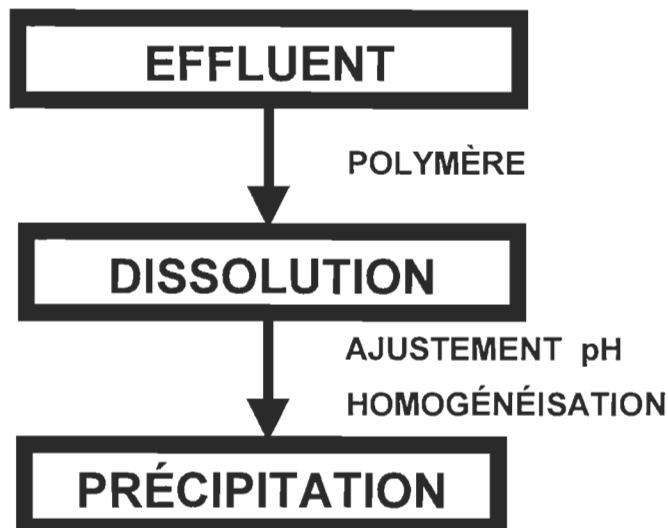 EFFLUENT
POLYMÈRE
DISSOLUTION
AJUSTEMENT pH
HOMOGÉNÉISATION
PRÉCIPITATION